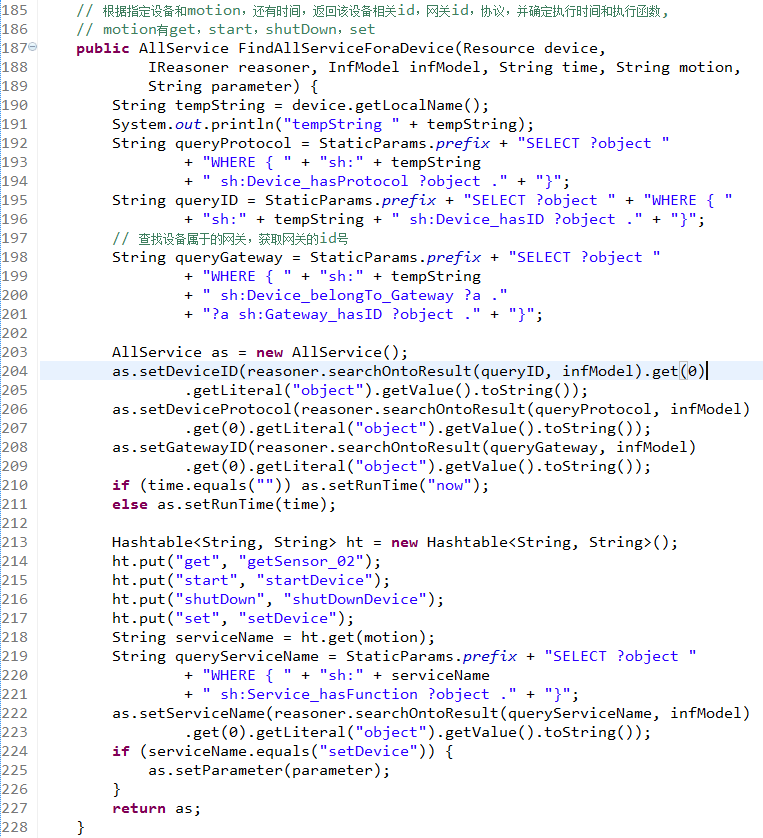 185 // 根据指定设备和motion，还有时间，返回该设备相关id，网关id，协议，并确定执行时间和执行函数,
186 // motion有get，start，shutDown，set
187 public AllService FindAllServiceForaDevice(Resource device,
188 IReasoner reasoner, InfModel infModel, String time, String motion,
189 String parameter) {
190 String tempString = device.getLocalName();
191 System.out.println("tempString " + tempString);
192 String queryProtocol = StaticParams.prefix + "SELECT ?object "
193 + "WHERE { " + "sh:" + tempString
194 + " sh:Device_hasProtocol ?object ." + "}";
195 String queryID = StaticParams.prefix + "SELECT ?object " + "WHERE { "
196 + "sh:" + tempString + " sh:Device_hasID ?object ." + "}";
197 // 查找设备属于的网关，获取网关的id号
198 String queryGateway = StaticParams.prefix + "SELECT ?object "
199 + "WHERE { " + "sh:" + tempString
200 + " sh:Device_belongTo_Gateway ?a ."
201 + "?a sh:Gateway_hasID ?object ." + "}";
202
203 AllService as = new AllService();
204 as.setDeviceID(reasoner.searchOntoResult(queryID, infModel).get(0)
205 .getLiteral("object").getValue().toString());
206 as.setDeviceProtocol(reasoner.searchOntoResult(queryProtocol, infModel)
207 .get(0).getLiteral("object").getValue().toString());
208 as.setGatewayID(reasoner.searchOntoResult(queryGateway, infModel)
209 .get(0).getLiteral("object").getValue().toString());
210 if (time.equals("")) as.setRunTime("now");
211 else as.setRunTime(time);
212
213 Hashtable<String, String> ht = new Hashtable<String, String>();
214 ht.put("get", "getSensor_02");
215 ht.put("start", "startDevice");
216 ht.put("shutDown", "shutDownDevice");
217 ht.put("set", "setDevice");
218 String serviceName = ht.get(motion);
219 String queryServiceName = StaticParams.prefix + "SELECT ?object "
220 + "WHERE { " + "sh:" + serviceName
221 + " sh:Service_hasFunction ?object ." + "}";
222 as.setServiceName(reasoner.searchOntoResult(queryServiceName, infModel)
223 .get(0).getLiteral("object").getValue().toString());
224 if (serviceName.equals("setDevice")) {
225 as.setParameter(parameter);
226 }
227 return as;
228 }